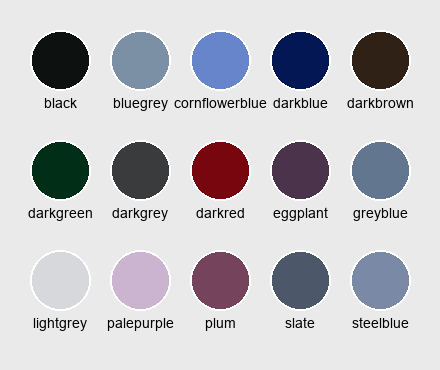 black bluegrey cornflowerblue darkblue darkbrown
darkgreen darkgrey darkred eggplant greyblue
lightgrey palepurple plum slate steelblue